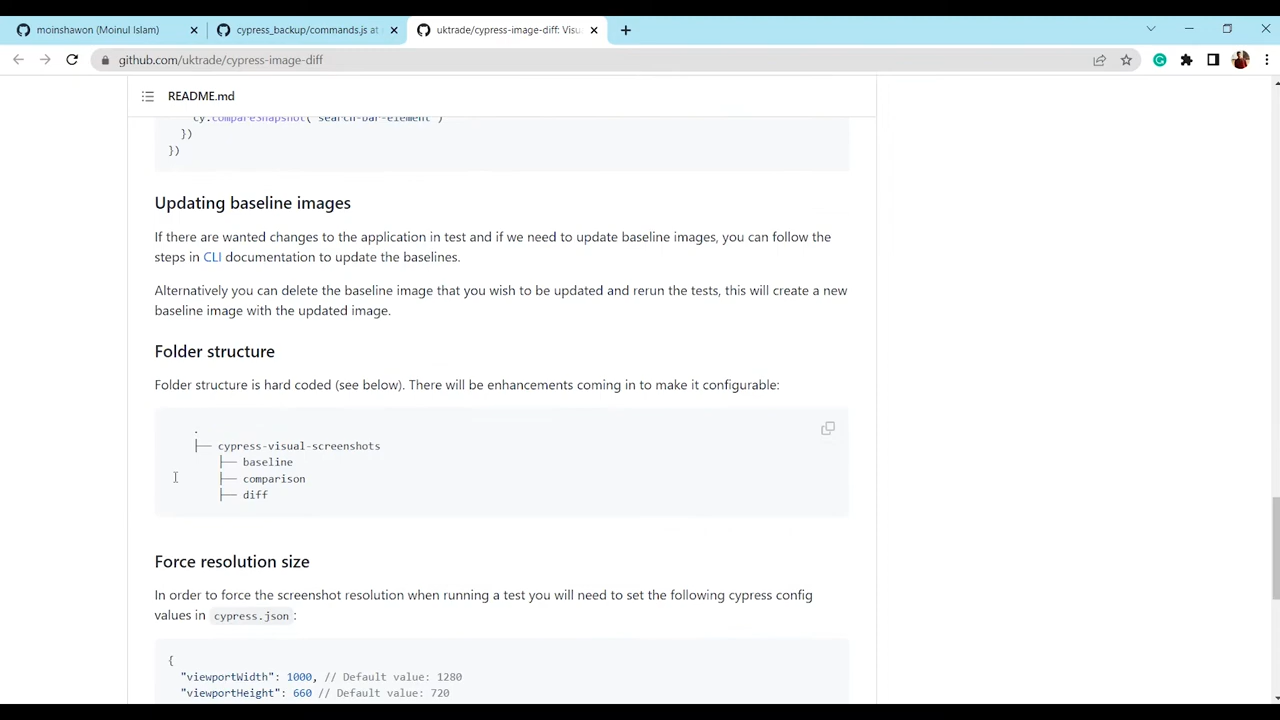 moinshawon (Moinul Islam)
cypress_backup/commands.js at
uktrade/cypress-image-diff: Visu
github.com/uktrade/cypress-image-diff
README.md
cy.compareSnapshot('search-bar-element')
})
})
Updating baseline images
If there are wanted changes to the application in test and if we need to update baseline images, you can follow the
steps in CLI documentation to update the baselines.
Alternatively you can delete the baseline image that you wish to be updated and rerun the tests, this will create a new
baseline image with the updated image.
Folder structure
Folder structure is hard coded (see below). There will be enhancements coming in to make it configurable:
.
├── cypress-visual-screenshots
├── baseline
├── comparison
├── diff
Force resolution size
In order to force the screenshot resolution when running a test you will need to set the following cypress config
values in cypress.json:
{
"viewportWidth": 1000, // Default value: 1280
"viewportHeight": 660 // Default value: 720